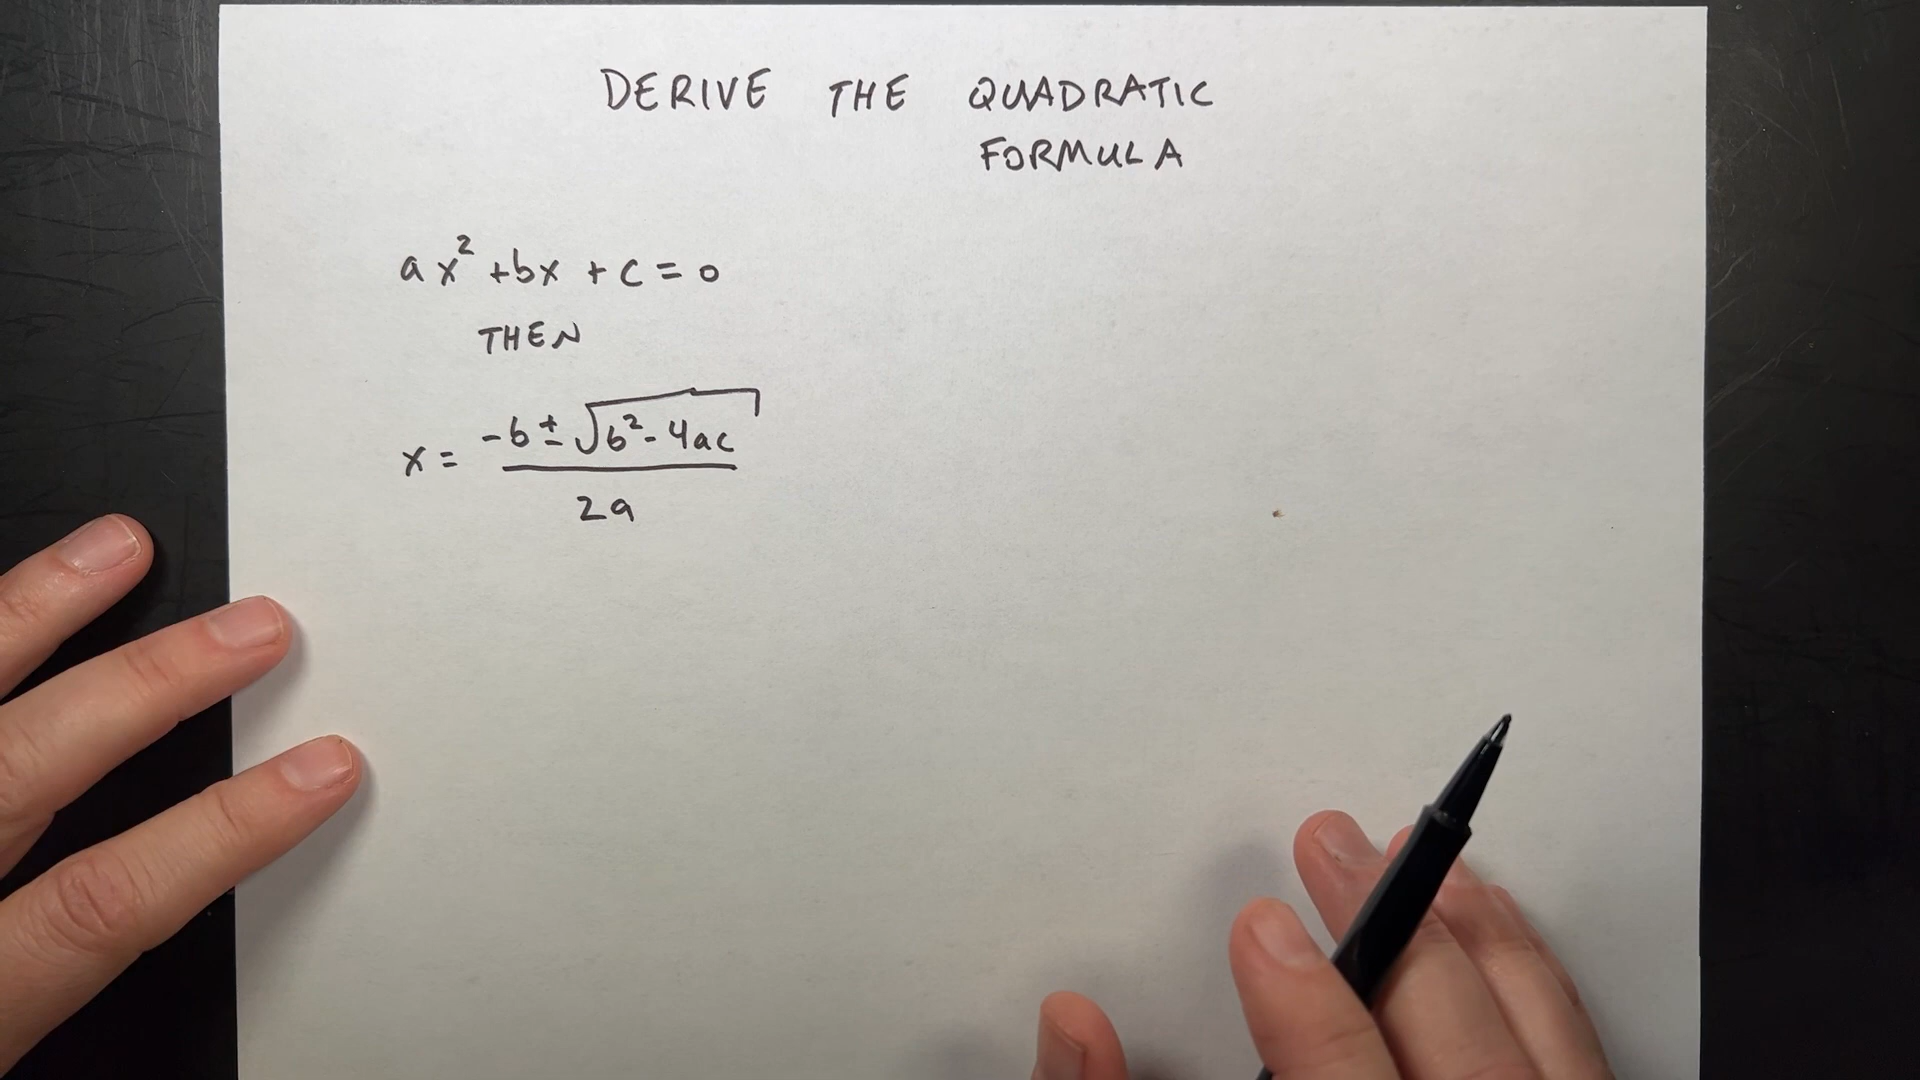 DERIVE THE QUADRATIC
FORMULA
ax² + bx + c = 0
THEN
x = -b ± √b² - 4ac / 2a